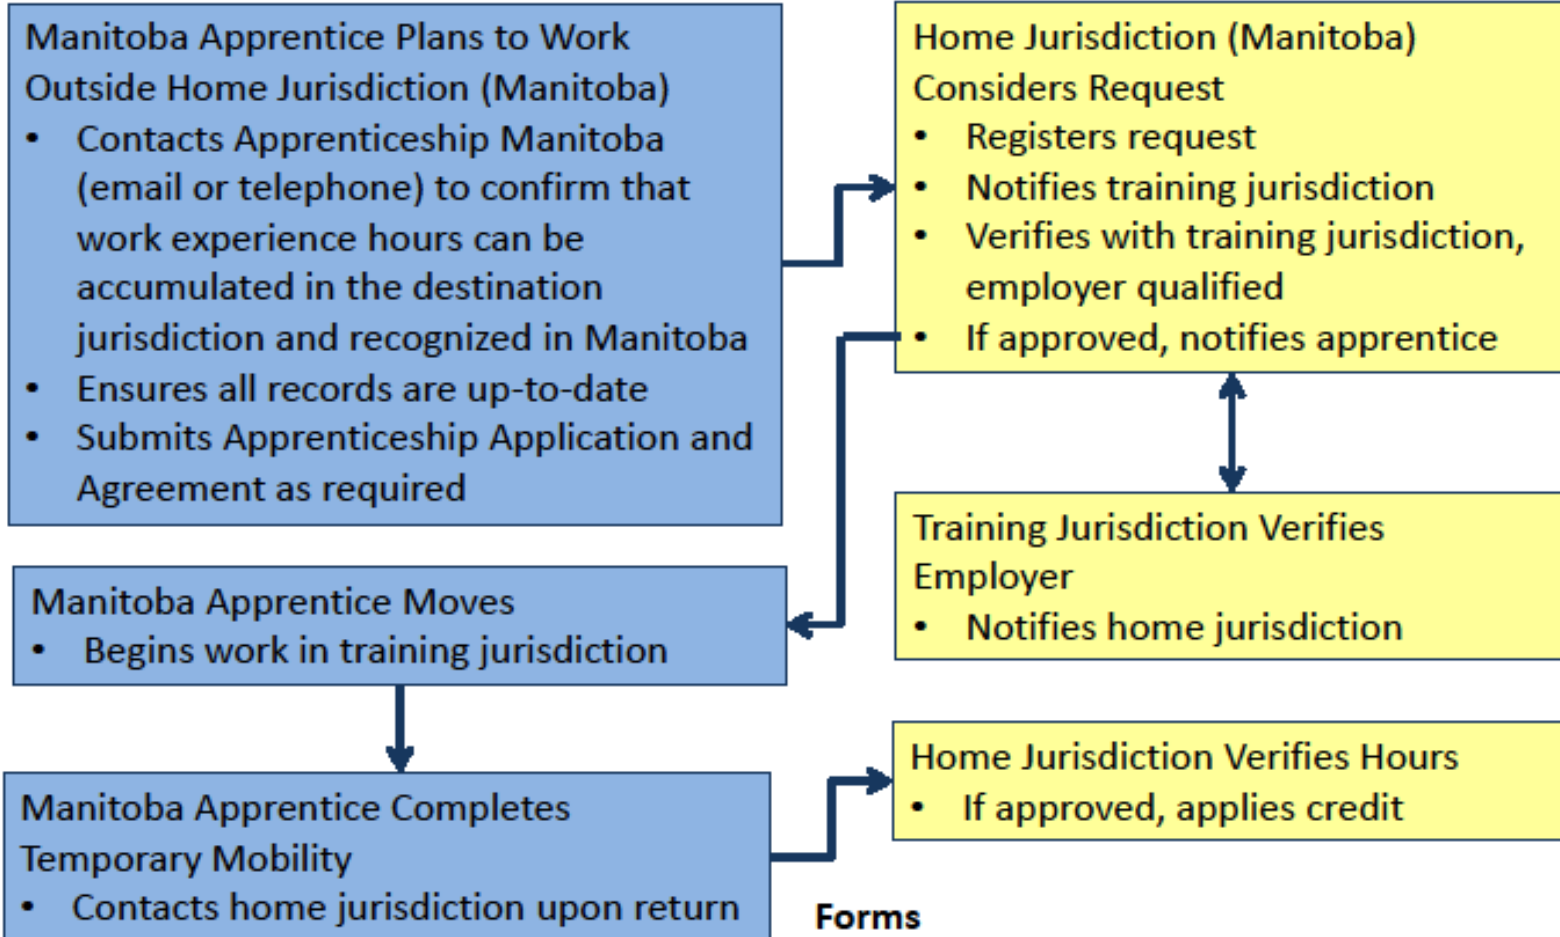 Manitoba Apprentice Plans to Work
Outside Home Jurisdiction (Manitoba)
• Contacts Apprenticeship Manitoba
(email or telephone) to confirm that
work experience hours can be
accumulated in the destination
jurisdiction and recognized in Manitoba
• Ensures all records are up-to-date
• Submits Apprenticeship Application and
Agreement as required
Home Jurisdiction (Manitoba)
Considers Request
• Registers request
• Notifies training jurisdiction
• Verifies with training jurisdiction,
employer qualified
• If approved, notifies apprentice
Training Jurisdiction Verifies
Employer
• Notifies home jurisdiction
Manitoba Apprentice Moves
• Begins work in training jurisdiction
Manitoba Apprentice Completes
Temporary Mobility
• Contacts home jurisdiction upon return
Home Jurisdiction Verifies Hours
• If approved, applies credit
Forms